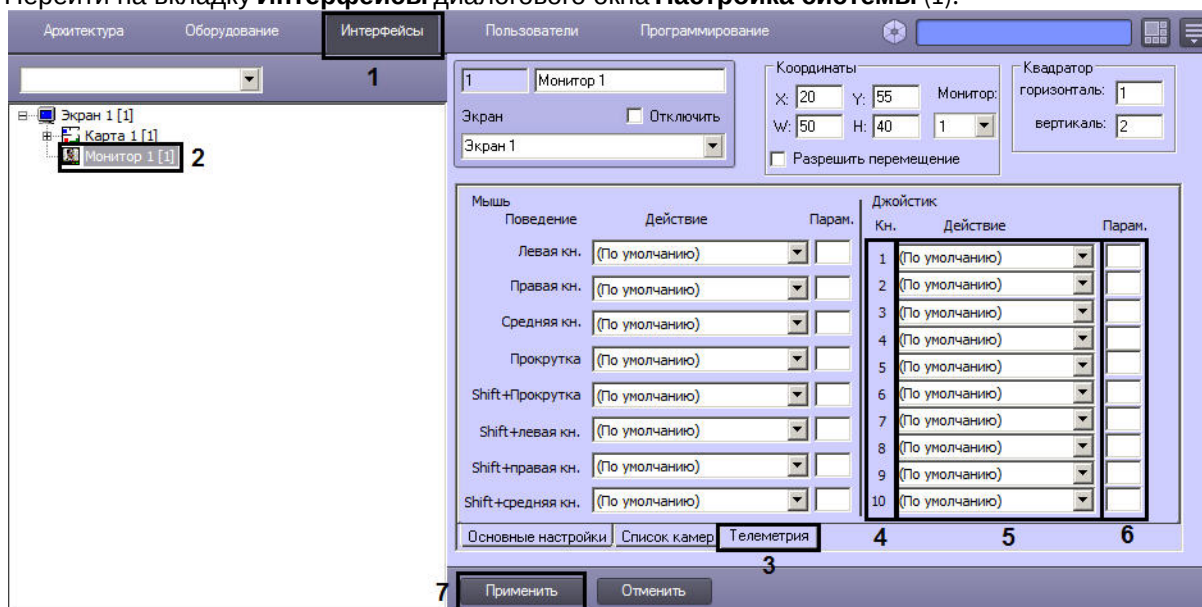 Перейти на вкладку Интерфейсы диалогового окна Настройка системы (1).
Архитектура Оборудование Интерфейсы Пользователи Программирование
1
Экран 1 [1]
Карта 1 [1]
Монитор 1 [1] 2
1 Монитор 1
Экран Отключить
Экран 1
Координаты
X: 20 Y: 55 Монитор:
W: 50 H: 40 1
Разрешить перемещение
Квадратор
горизонталь: 1
вертикаль: 2
Мышь
Поведение Действие Парам.
Левая кн. (По умолчанию)
Правая кн. (По умолчанию)
Средняя кн. (По умолчанию)
Прокрутка (По умолчанию)
Shift+Прокрутка (По умолчанию)
Shift+левая кн. (По умолчанию)
Shift+правая кн. (По умолчанию)
Shift+средняя кн. (По умолчанию)
Джойстик
Кн. Действие Парам.
1 (По умолчанию)
2 (По умолчанию)
3 (По умолчанию)
4 (По умолчанию)
5 (По умолчанию)
6 (По умолчанию)
7 (По умолчанию)
8 (По умолчанию)
9 (По умолчанию)
10 (По умолчанию)
Основные настройки Список камер Телеметрия 4 5 6
3
7 Применить Отменить